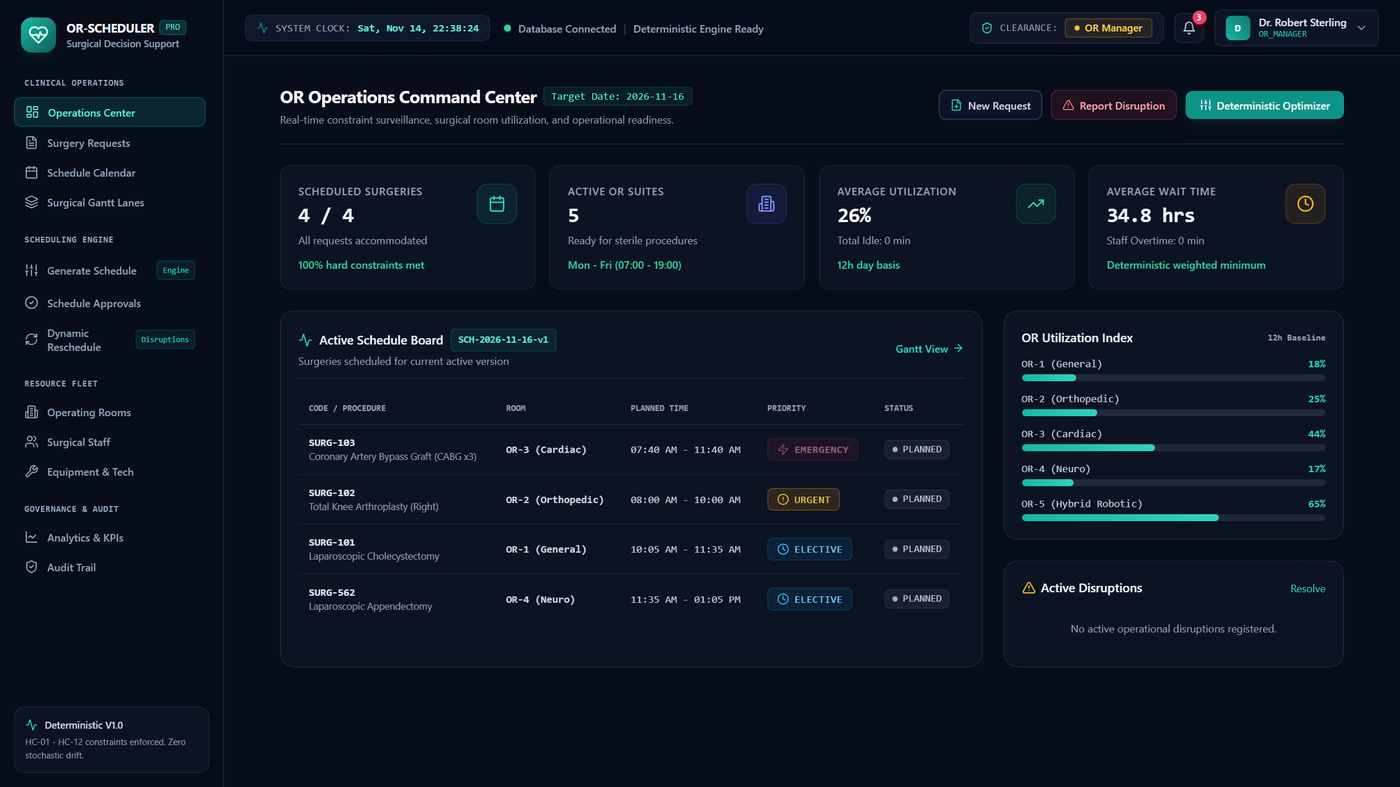 OR-SCHEDULER PRO
Surgical Decision Support
CLINICAL OPERATIONS
Operations Center
Surgery Requests
Schedule Calendar
Surgical Gantt Lanes
SCHEDULING ENGINE
Generate Schedule Engine
Schedule Approvals
Dynamic
Reschedule
Disruptions
RESOURCE FLEET
Operating Rooms
Surgical Staff
Equipment & Tech
GOVERNANCE & AUDIT
Analytics & KPIs
Audit Trail
Deterministic V1.0
HC-01 - HC-12 constraints enforced. Zero
stochastic drift.
SYSTEM CLOCK: Sat, Nov 14, 22:38:24
Database Connected | Deterministic Engine Ready
CLEARANCE: OR Manager
3
D
Dr. Robert Sterling
OR_MANAGER
OR Operations Command Center Target Date: 2026-11-16
Real-time constraint surveillance, surgical room utilization, and operational readiness.
New Request
Report Disruption
Deterministic Optimizer
SCHEDULED SURGERIES
4 / 4
All requests accommodated
100% hard constraints met
ACTIVE OR SUITES
5
Ready for sterile procedures
Mon - Fri (07:00 - 19:00)
AVERAGE UTILIZATION
26%
Total Idle: 0 min
12h day basis
AVERAGE WAIT TIME
34.8 hrs
Staff Overtime: 0 min
Deterministic weighted minimum
Active Schedule Board SCH-2026-11-16-v1
Surgeries scheduled for current active version
Gantt View
CODE / PROCEDURE ROOM PLANNED TIME PRIORITY STATUS
SURG-103
Coronary Artery Bypass Graft (CABG x3)
OR-3 (Cardiac) 07:40 AM - 11:40 AM EMERGENCY PLANNED
SURG-102
Total Knee Arthroplasty (Right)
OR-2 (Orthopedic) 08:00 AM - 10:00 AM URGENT PLANNED
SURG-101
Laparoscopic Cholecystectomy
OR-1 (General) 10:05 AM - 11:35 AM ELECTIVE PLANNED
SURG-562
Laparoscopic Appendectomy
OR-4 (Neuro) 11:35 AM - 01:05 PM ELECTIVE PLANNED
OR Utilization Index 12h Baseline
OR-1 (General) 18%
OR-2 (Orthopedic) 25%
OR-3 (Cardiac) 44%
OR-4 (Neuro) 17%
OR-5 (Hybrid Robotic) 65%
Active Disruptions Resolve
No active operational disruptions registered.